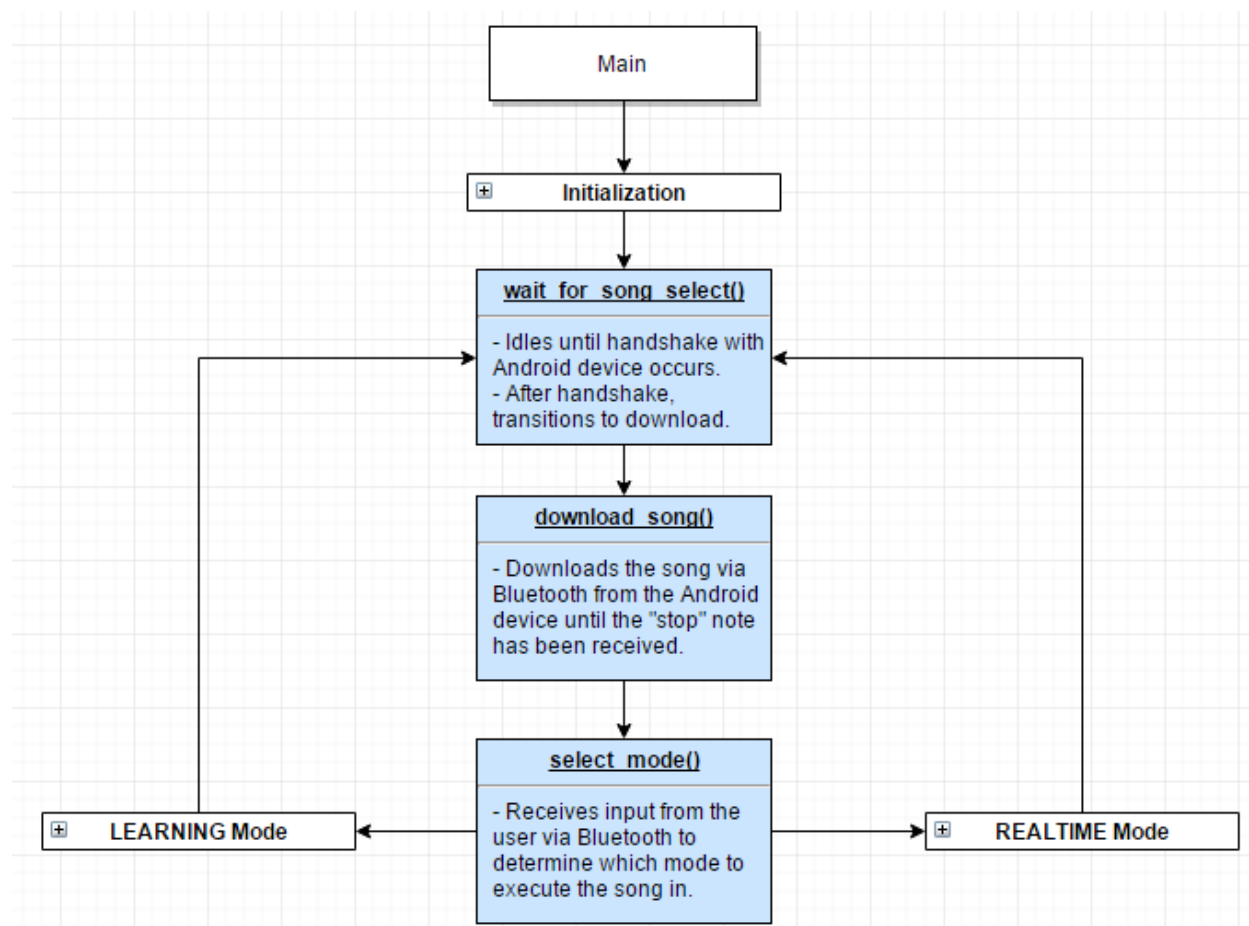 Main
Initialization
wait_for_song_select()
- Idles until handshake with
Android device occurs.
- After handshake,
transitions to download.
download_song()
- Downloads the song via
Bluetooth from the Android
device until the "stop" note
has been received.
select_mode()
- Receives input from the
user via Bluetooth to
determine which mode to
execute the song in.
LEARNING Mode
REALTIME Mode